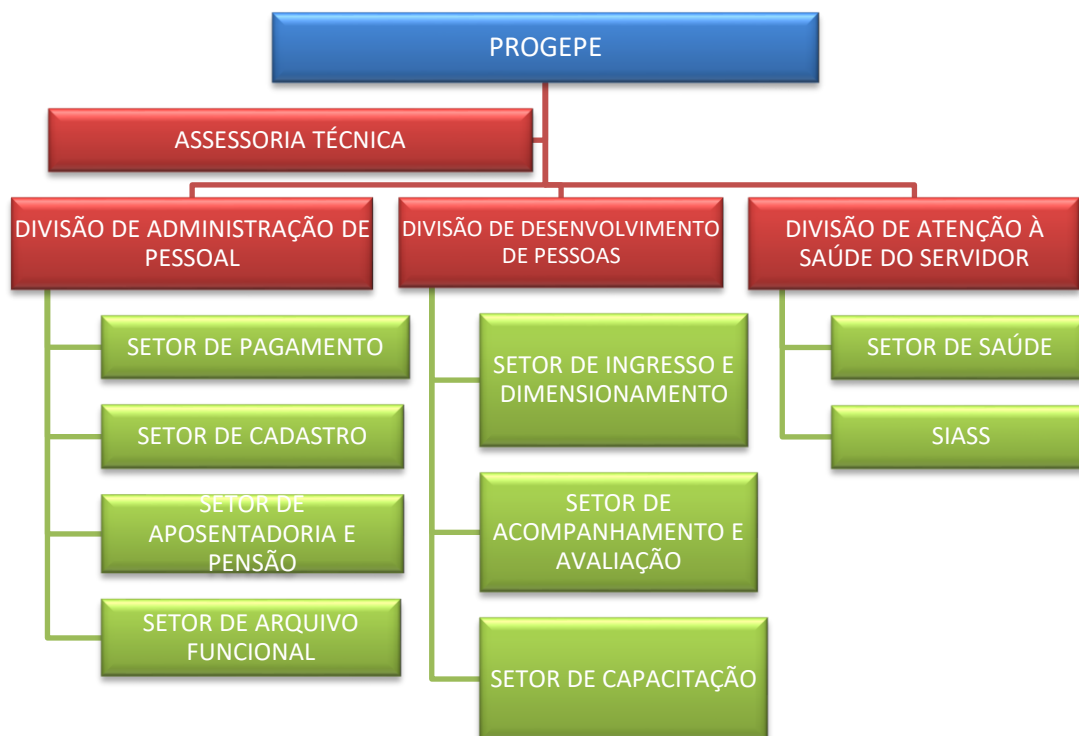 PROGEPE
ASSESSORIA TÉCNICA
DIVISÃO DE ADMINISTRAÇÃO DE
PESSOAL
SETOR DE PAGAMENTO
SETOR DE CADASTRO
SETOR DE
APOSENTADORIA E
PENSÃO
SETOR DE ARQUIVO
FUNCIONAL
DIVISÃO DE DESENVOLVIMENTO
DE PESSOAS
SETOR DE INGRESSO E
DIMENSIONAMENTO
SETOR DE
ACOMPANHAMENTO E
AVALIAÇÃO
SETOR DE CAPACITAÇÃO
DIVISÃO DE ATENÇÃO À
SAÚDE DO SERVIDOR
SETOR DE SAÚDE
SIASS